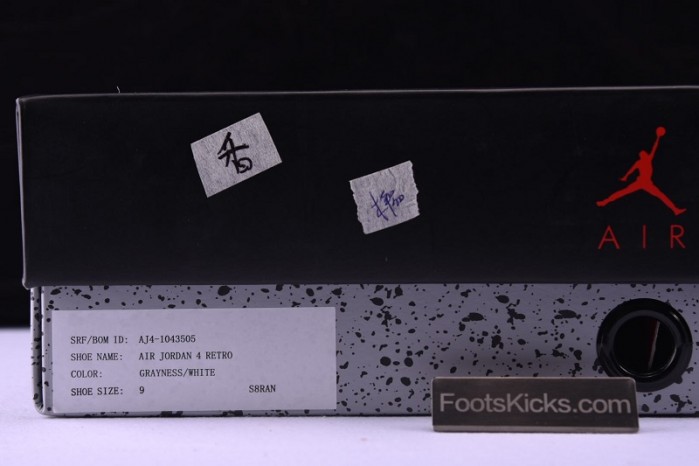 AIR
SRF/BOM ID: AJ4-1043505
SHOE NAME: AIR JORDAN 4 RETRO
COLOR: GRAYNESS/WHITE
SHOE SIZE: 9 S8RAN
FootsKicks.com